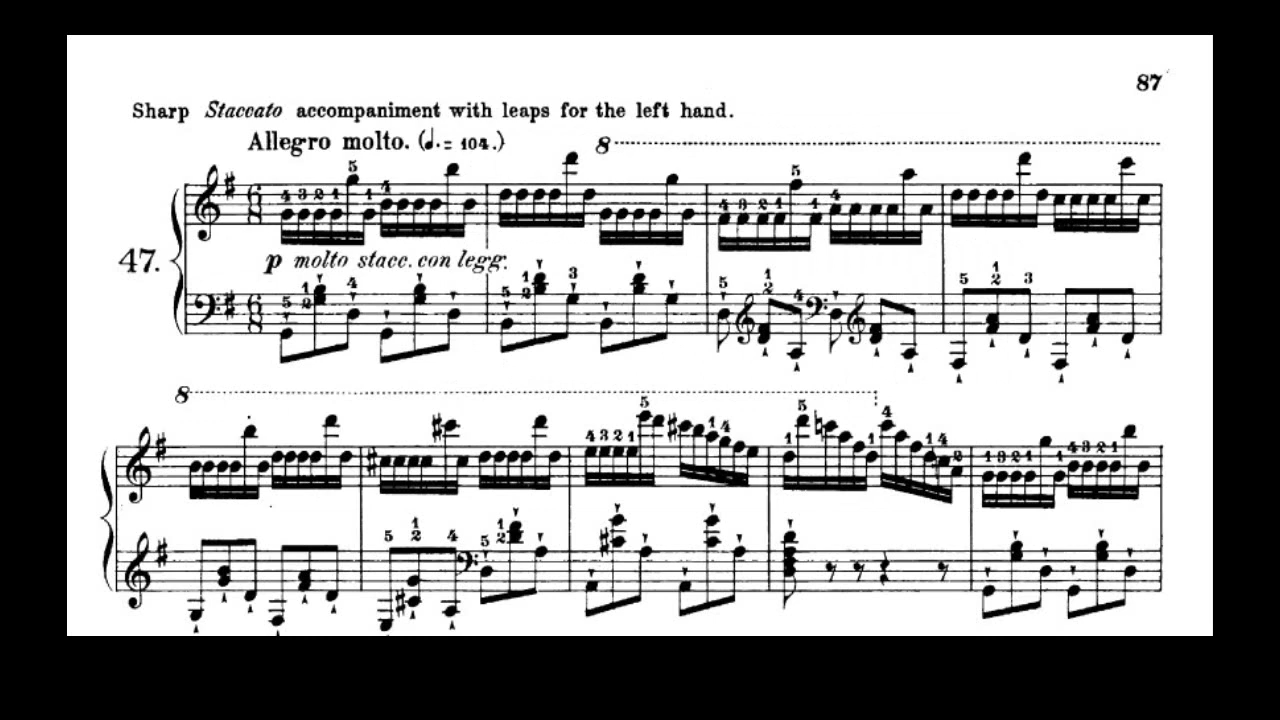 87
Sharp Staccato accompaniment with leaps for the left hand.
Allegro molto. (𝅗𝅥. = 104.)
8
47.
p molto stacc. con legg.
8